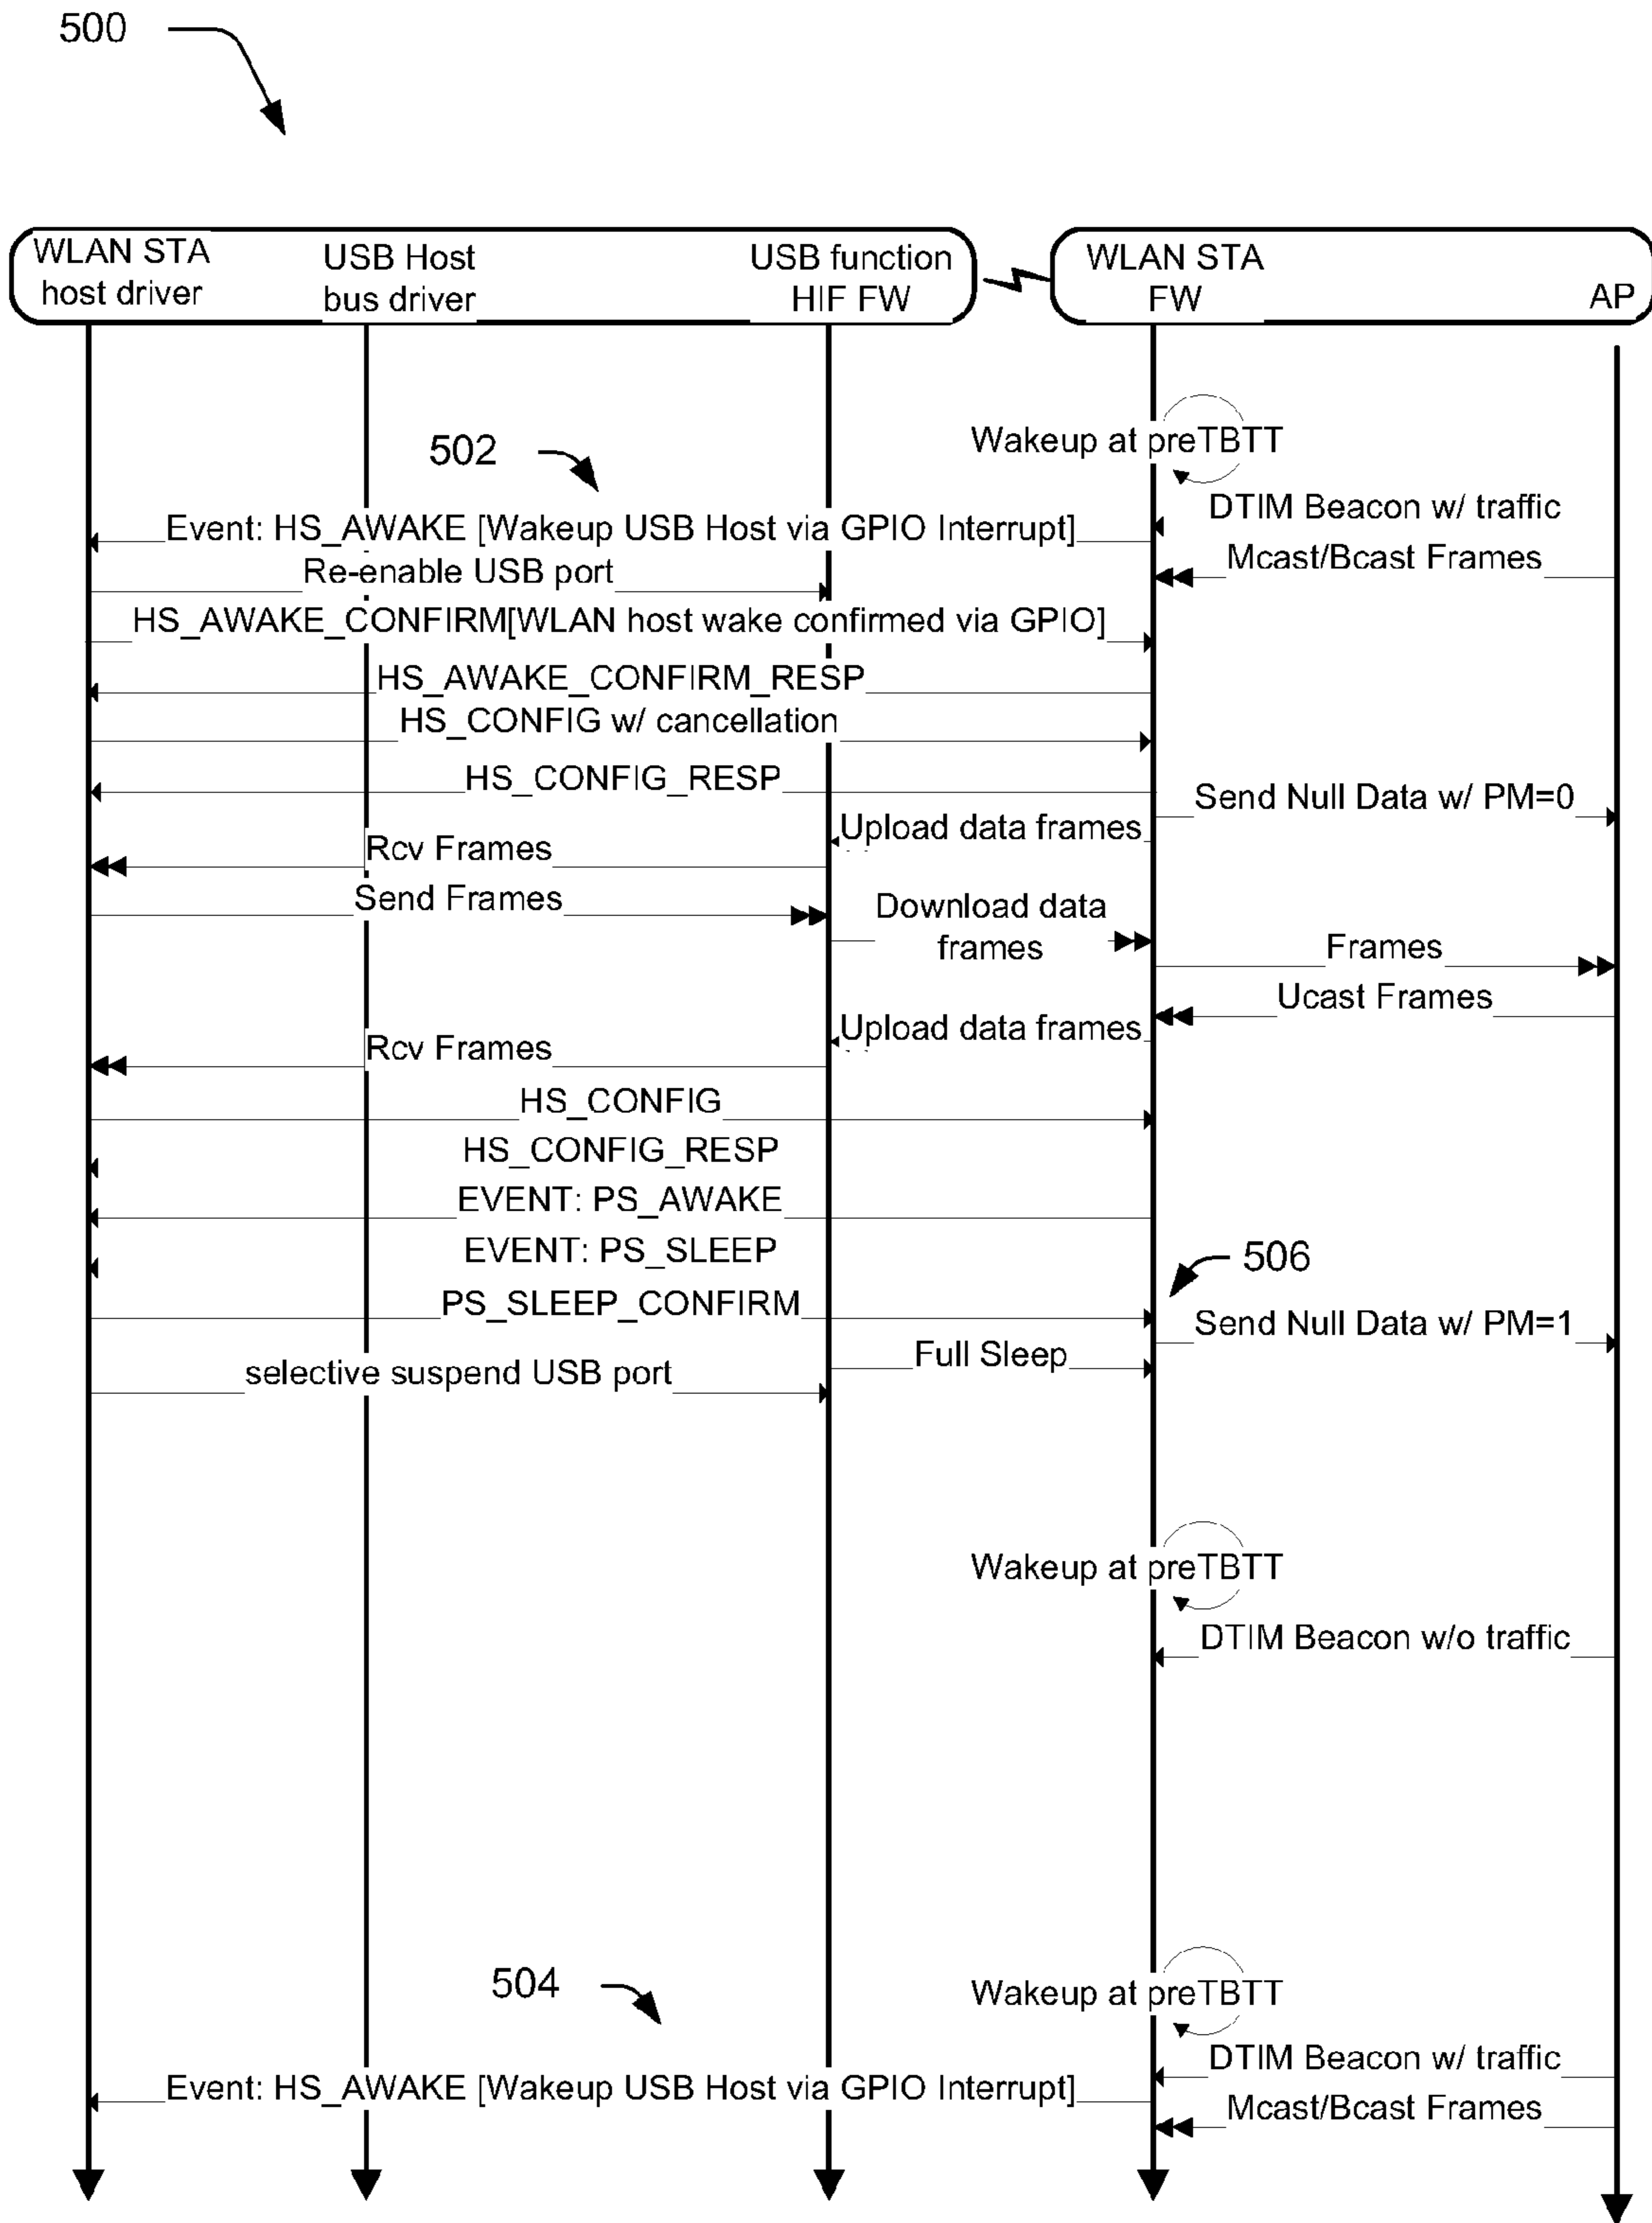 500
WLAN STA
host driver
USB Host
bus driver
USB function
HIF FW
WLAN STA
FW
AP
Wakeup at preTBTT
502
DTIM Beacon w/ traffic
Event: HS_AWAKE [Wakeup USB Host via GPIO Interrupt]
Mcast/Bcast Frames
Re-enable USB port
HS_AWAKE_CONFIRM[WLAN host wake confirmed via GPIO]
HS_AWAKE_CONFIRM_RESP
HS_CONFIG w/ cancellation
HS_CONFIG_RESP
Send Null Data w/ PM=0
Upload data frames
Rcv Frames
Send Frames
Download data
frames
Frames
Ucast Frames
Upload data frames
Rcv Frames
HS_CONFIG
HS_CONFIG_RESP
EVENT: PS_AWAKE
EVENT: PS_SLEEP
506
PS_SLEEP_CONFIRM
Send Null Data w/ PM=1
Full Sleep
selective suspend USB port
Wakeup at preTBTT
DTIM Beacon w/o traffic
504
Wakeup at preTBTT
DTIM Beacon w/ traffic
Event: HS_AWAKE [Wakeup USB Host via GPIO Interrupt]
Mcast/Bcast Frames